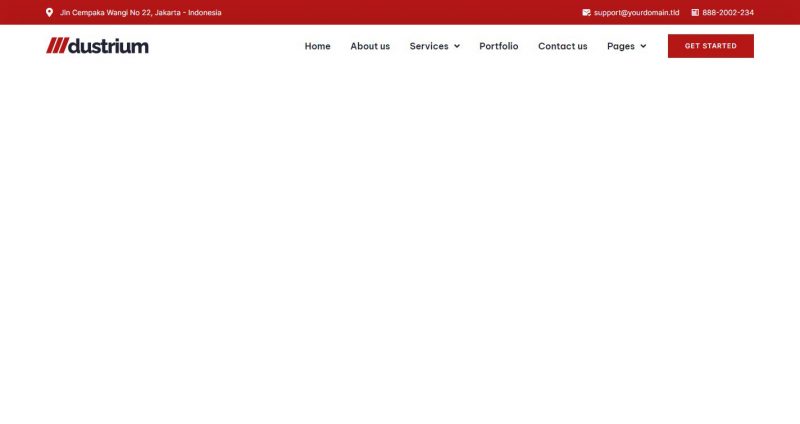 Jln Cempaka Wangi No 22, Jakarta - Indonesia
support@yourdomain.tld
888-2002-234
dustrium
Home
About us
Services
Portfolio
Contact us
Pages
GET STARTED